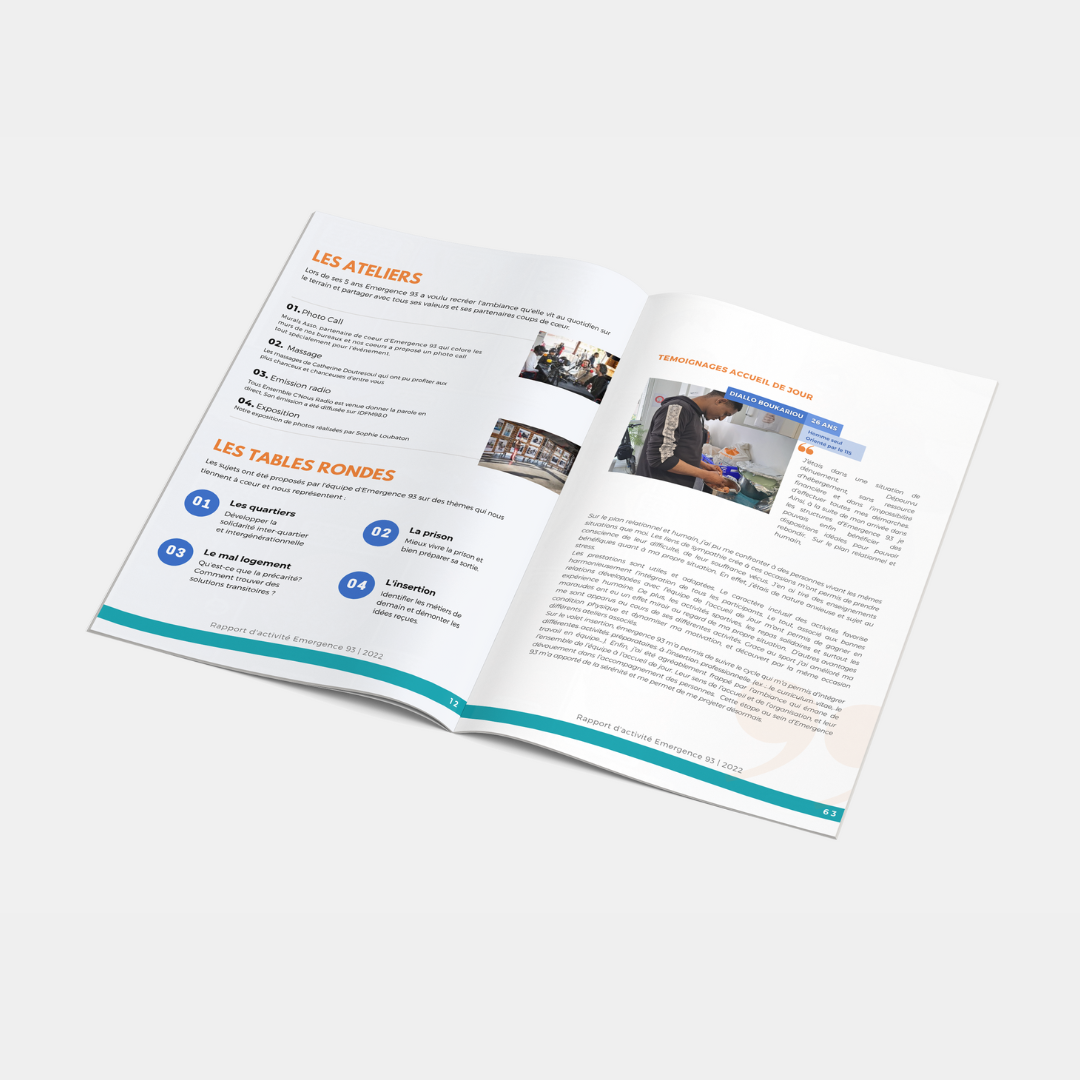 LES ATELIERS
Lors de ses 5 ans Emergence 93 a voulu recréer l'ambiance qu'elle vit au quotidien sur
le terrain et partager avec tous ses valeurs et ses partenaires coups de cœur.
01. Photo Call
Murals Asso, partenaire de coeur d'Emergence 93 qui colore les
murs de nos bureaux et nos coeurs a proposé un photo call
tout spécialement pour l'événement.
02. Massage
Les massages de Catherine Doutresoul qui ont pu profiter aux
plus chanceux et chanceuses d'entre vous
03. Emission radio
Tous Ensemble C'Nous Radio est venue donner la parole en
direct. Son émission a été diffusée sur IDFM98.0
04. Exposition
Notre exposition de photos réalisées par Sophie Loubaton
LES TABLES RONDES
Les sujets ont été proposés par l'équipe d'Emergence 93 sur des thèmes qui nous
tiennent à cœur et nous représentent :
01
Les quartiers
Développer la
solidarité inter-quartier
et intergénérationnelle
02
La prison
Mieux vivre la prison et
bien préparer sa sortie.
03
Le mal logement
Qu'est-ce que la précarité?
Comment trouver des
solutions transitoires ?
04
L'insertion
Identifier les métiers de
demain et démonter les
idées reçues.
Rapport d'activité Emergence 93 | 2022
12
TEMOIGNAGES ACCUEIL DE JOUR
DIALLO BOUKARIOU
26 ANS
Homme seul
Orienté par le 115
J'étais dans une situation de
dénuement, sans ressource
d'hébergement, Dépourvu
financière et dans l'impossibilité
d'effectuer toutes mes démarches.
Ainsi, à la suite de mon arrivée dans
les structures d'Emergence 93 je
pouvais enfin bénéficier des
dispositions idéales pour pouvoir
rebondir. Sur le plan relationnel et
humain,
Sur le plan relationnel et humain, j'ai pu me confronter à des personnes vivant les mêmes
situations que moi. Les liens de sympathie crée à ces occasions m'ont permis de prendre
conscience de leur difficulté, de leur souffrance vécus. J'en ai tiré des enseignements
bénéfiques quant à ma propre situation. En effet, j'étais de nature anxieuse et sujet au
stress.
Les prestations sont utiles et adaptées. Le caractère inclusif des activités favorise
harmonieusement l'intégration de tous les participants. Le tout, associé aux bonnes
relations développées avec l'équipe de l'accueil de jour m'ont permis de gagner en
expérience humaine. De plus, les activités sportives, les repas solidaires et surtout les
maraudes ont eu un effet miroir au regard de ma propre situation. D'autres avantages
me sont apparus au cours de ses différentes activités. Grace au sport j'ai amélioré ma
condition physique et dynamiser ma motivation, et découvert par la même occasion
différents ateliers associés.
Sur le volet insertion, émergence 93 m'a permis de suivre le cycle qui m'a permis d'intégrer
différentes activités préparatoires à l'insertion professionnelle (ex : le curriculum vitae, le
travail en équipe...). Enfin, j'ai été agréablement frappé par l'ambiance qui émane de
l'ensemble de l'équipe à l'accueil de jour. Leur sens de l'accueil et de l'organisation, et leur
dévouement dans l'accompagnement des personnes. Cette étape au sein d'Emergence
93 m'a apporté de la sérénité et me permet de me projeter désormais.
Rapport d'activité Emergence 93 | 2022
63